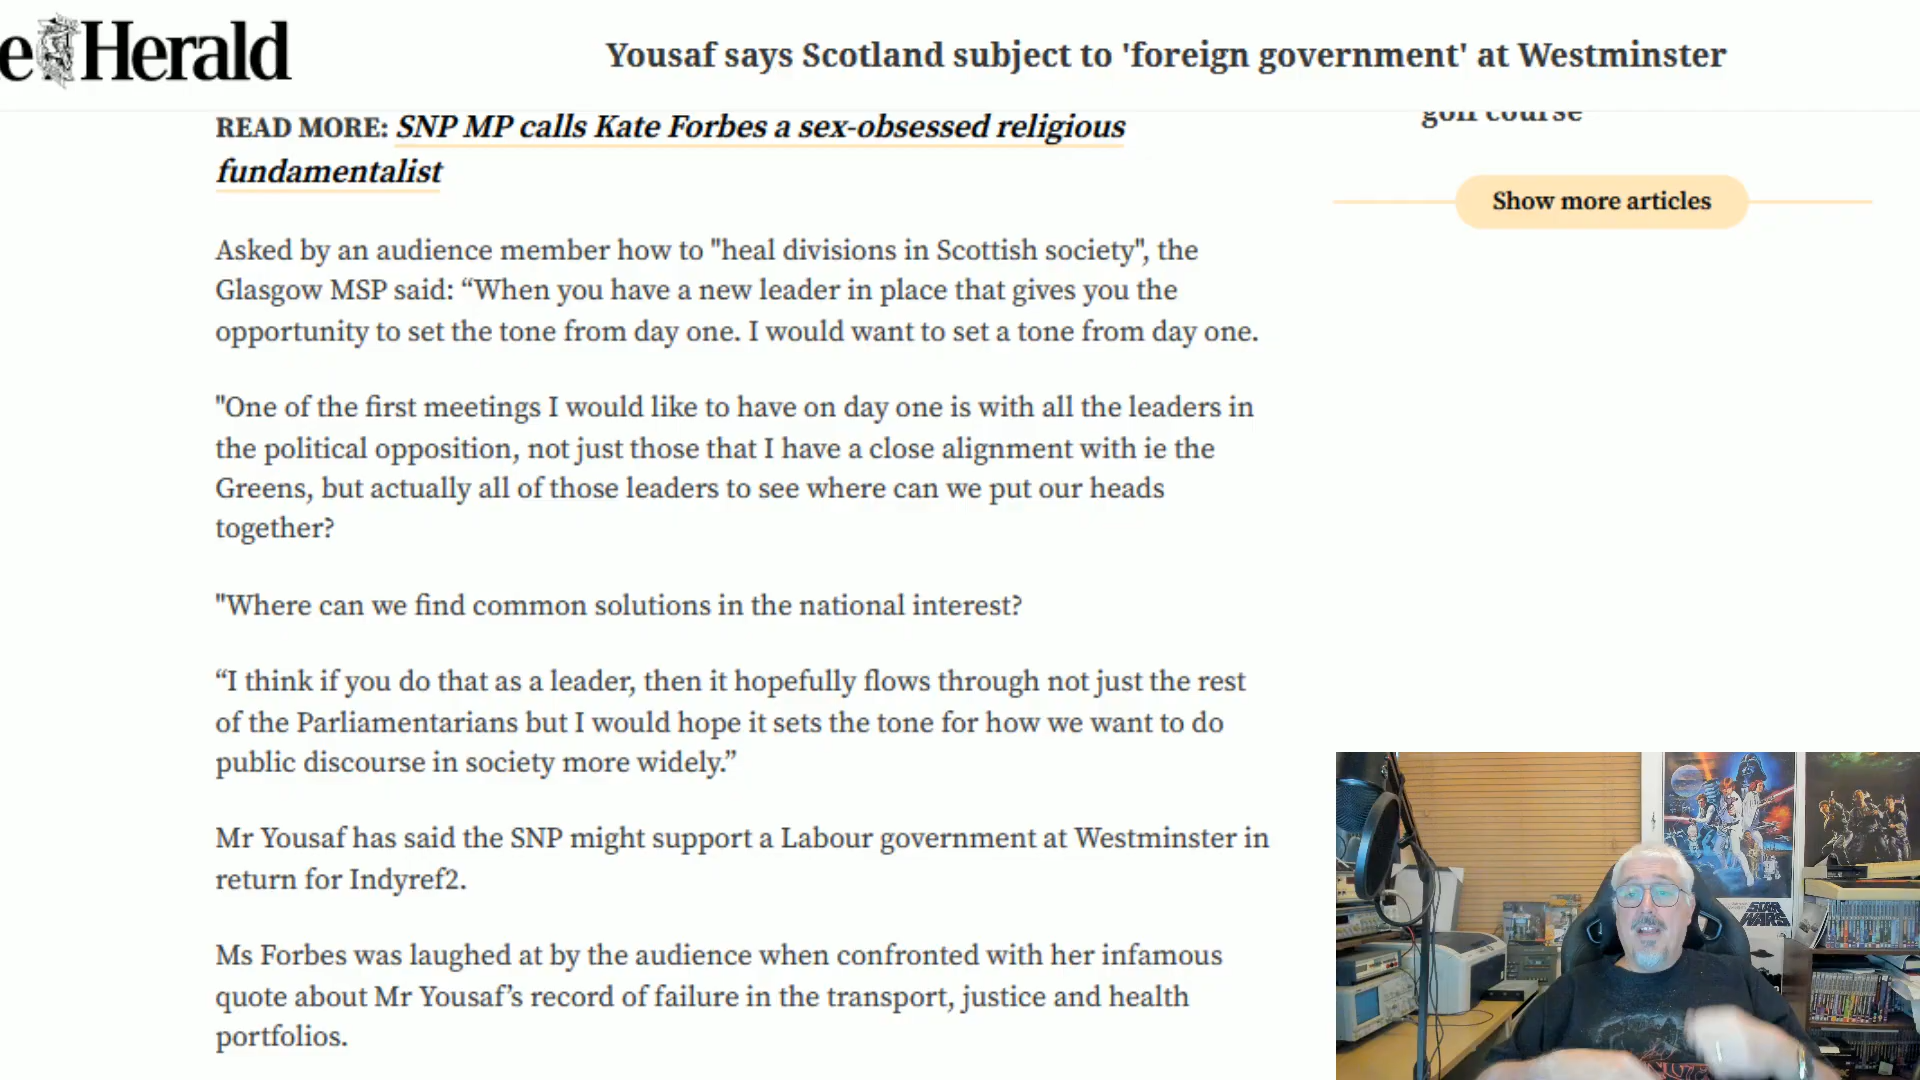 e Herald
Yousaf says Scotland subject to 'foreign government' at Westminster
READ MORE: SNP MP calls Kate Forbes a sex-obsessed religious
fundamentalist
golf course
Show more articles
Asked by an audience member how to "heal divisions in Scottish society", the
Glasgow MSP said: “When you have a new leader in place that gives you the
opportunity to set the tone from day one. I would want to set a tone from day one.
"One of the first meetings I would like to have on day one is with all the leaders in
the political opposition, not just those that I have a close alignment with ie the
Greens, but actually all of those leaders to see where can we put our heads
together?
"Where can we find common solutions in the national interest?
“I think if you do that as a leader, then it hopefully flows through not just the rest
of the Parliamentarians but I would hope it sets the tone for how we want to do
public discourse in society more widely.”
Mr Yousaf has said the SNP might support a Labour government at Westminster in
return for Indyref2.
Ms Forbes was laughed at by the audience when confronted with her infamous
quote about Mr Yousaf’s record of failure in the transport, justice and health
portfolios.
STAR
WARS